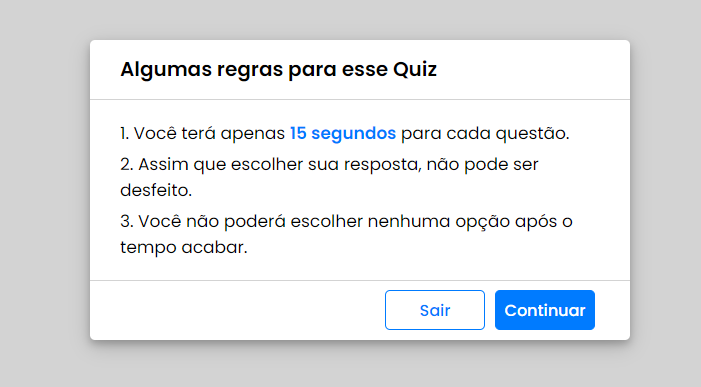 Algumas regras para esse Quiz
1. Você terá apenas 15 segundos para cada questão.
2. Assim que escolher sua resposta, não pode ser
desfeito.
3. Você não poderá escolher nenhuma opção após o
tempo acabar.
Sair
Continuar